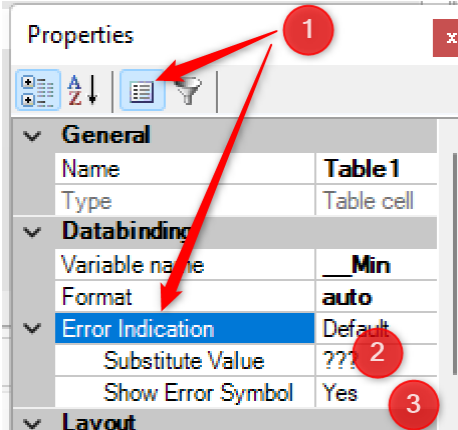 Properties
1
x
A
Z
General
Name Table1
Type Table cell
Databinding
Variable name __Min
Format auto
Error Indication Default
Substitute Value ???
2
Show Error Symbol Yes
3
Layout